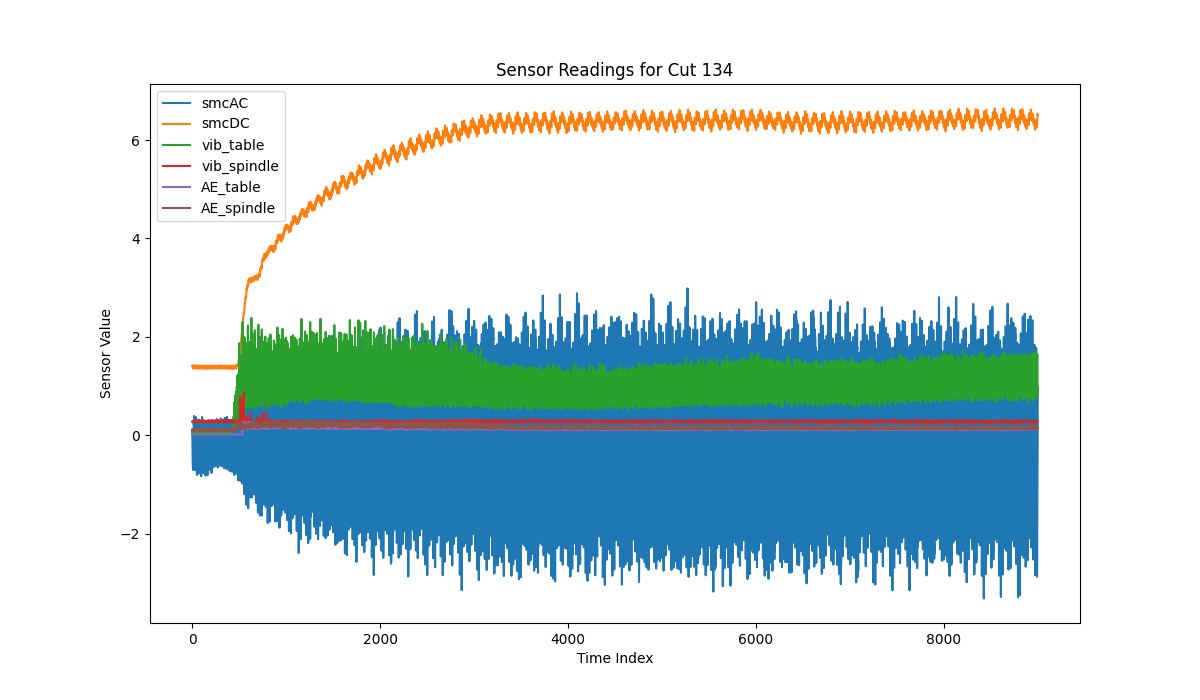 Sensor Readings for Cut 134
smcAC
smcDC
vib_table
vib_spindle
AE_table
AE_spindle
Sensor Value
6
4
2
0
−2
0 2000 4000 6000 8000
Time Index